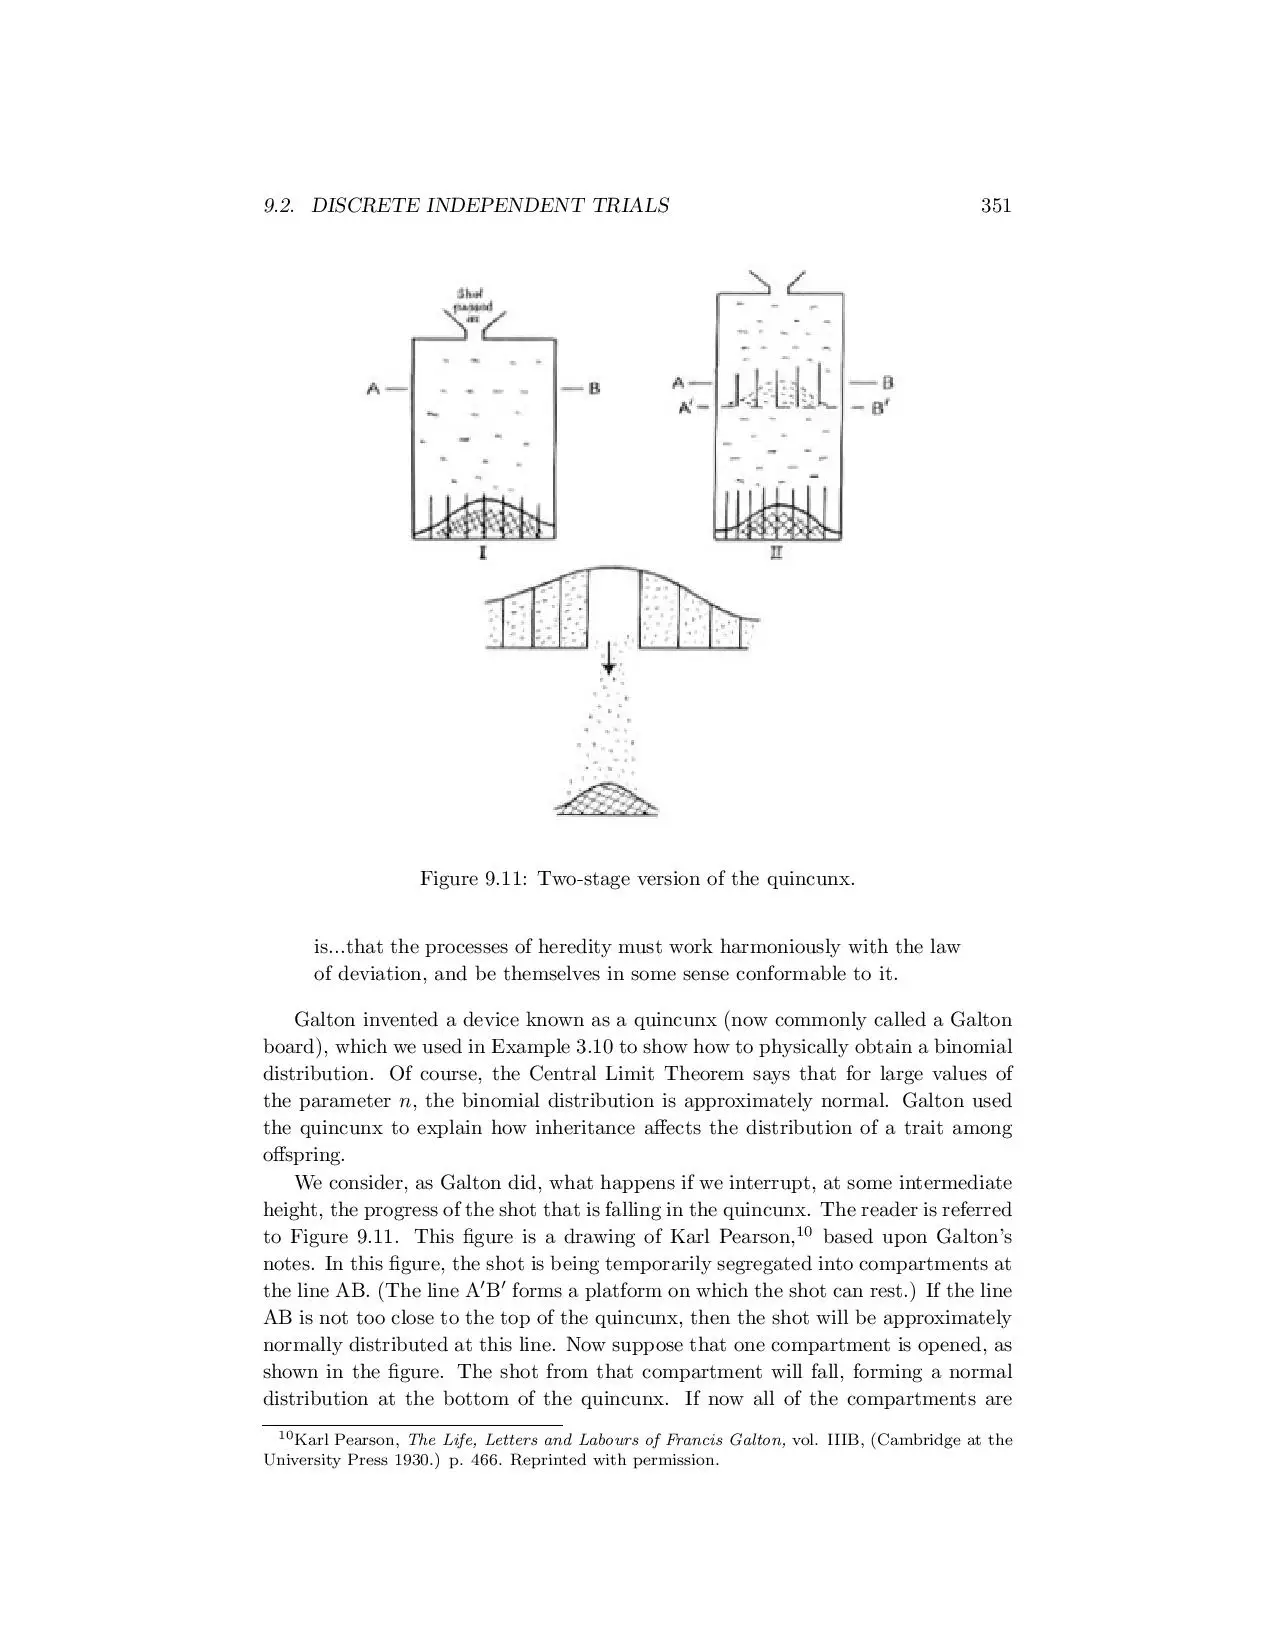 9.2. DISCRETE INDEPENDENT TRIALS 351
Shot
passed
A B
A B
A′ B′
I
II
Figure 9.11: Two-stage version of the quincunx.
is...that the processes of heredity must work harmoniously with the law
of deviation, and be themselves in some sense conformable to it.
Galton invented a device known as a quincunx (now commonly called a Galton
board), which we used in Example 3.10 to show how to physically obtain a binomial
distribution. Of course, the Central Limit Theorem says that for large values of
the parameter n, the binomial distribution is approximately normal. Galton used
the quincunx to explain how inheritance affects the distribution of a trait among
offspring.
We consider, as Galton did, what happens if we interrupt, at some intermediate
height, the progress of the shot that is falling in the quincunx. The reader is referred
to Figure 9.11. This figure is a drawing of Karl Pearson,10 based upon Galton's
notes. In this figure, the shot is being temporarily segregated into compartments at
the line AB. (The line A′B′ forms a platform on which the shot can rest.) If the line
AB is not too close to the top of the quincunx, then the shot will be approximately
normally distributed at this line. Now suppose that one compartment is opened, as
shown in the figure. The shot from that compartment will fall, forming a normal
distribution at the bottom of the quincunx. If now all of the compartments are
10Karl Pearson, The Life, Letters and Labours of Francis Galton, vol. IIIB, (Cambridge at the
University Press 1930.) p. 466. Reprinted with permission.